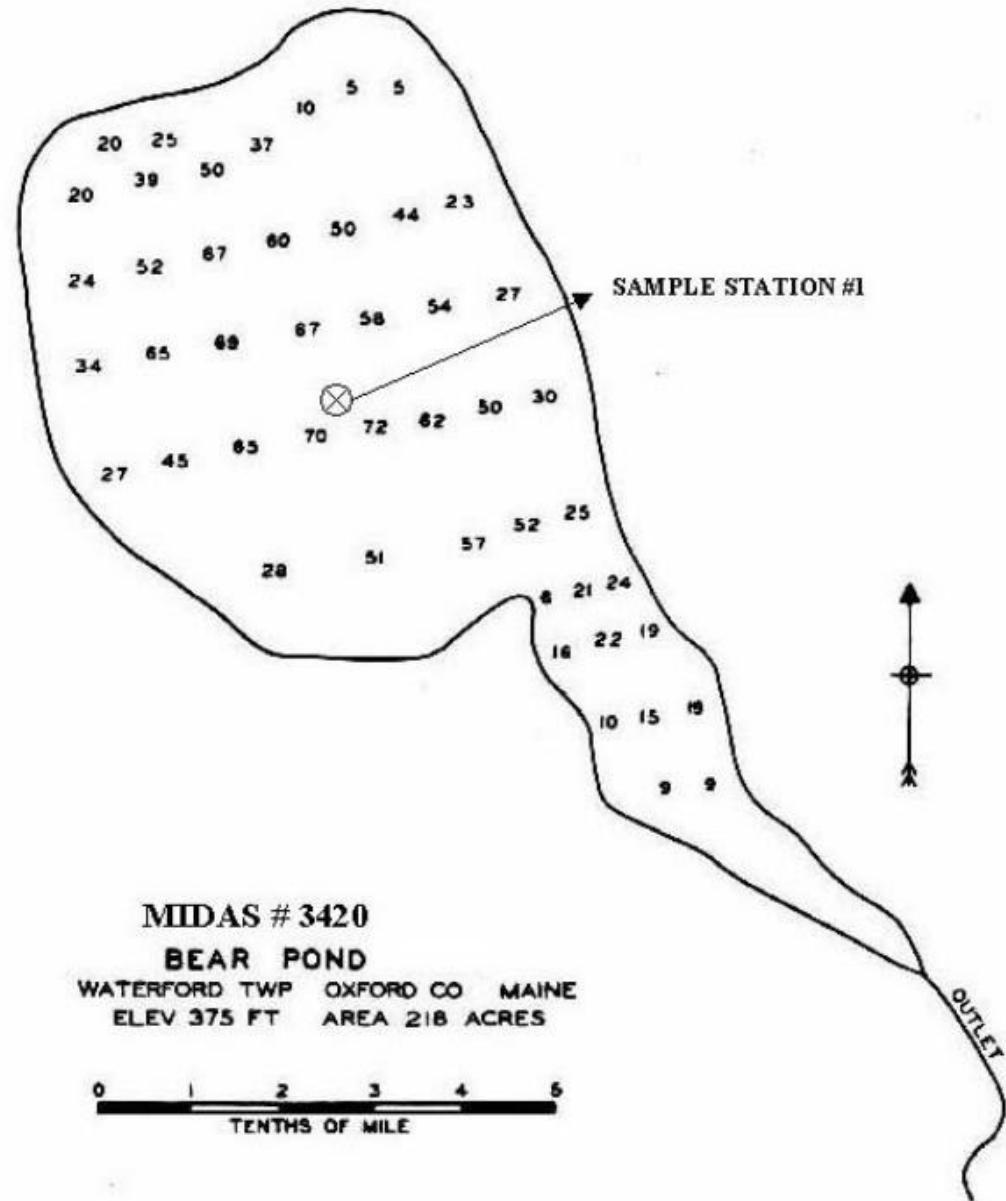 5 5
10
20 25 37
20 39 50
44 23
24 52 67 60 50
54 27
SAMPLE STATION #1
34 65 69 67 58
50 30
27 45 65 70 72 62
52 25
28 51 57
6 21 24
16 22 19
10 15 19
9 9
MIDAS # 3420
BEAR POND
WATERFORD TWP OXFORD CO MAINE
ELEV 375 FT AREA 218 ACRES
OUTLET
0 1 2 3 4 5
TENTHS OF MILE